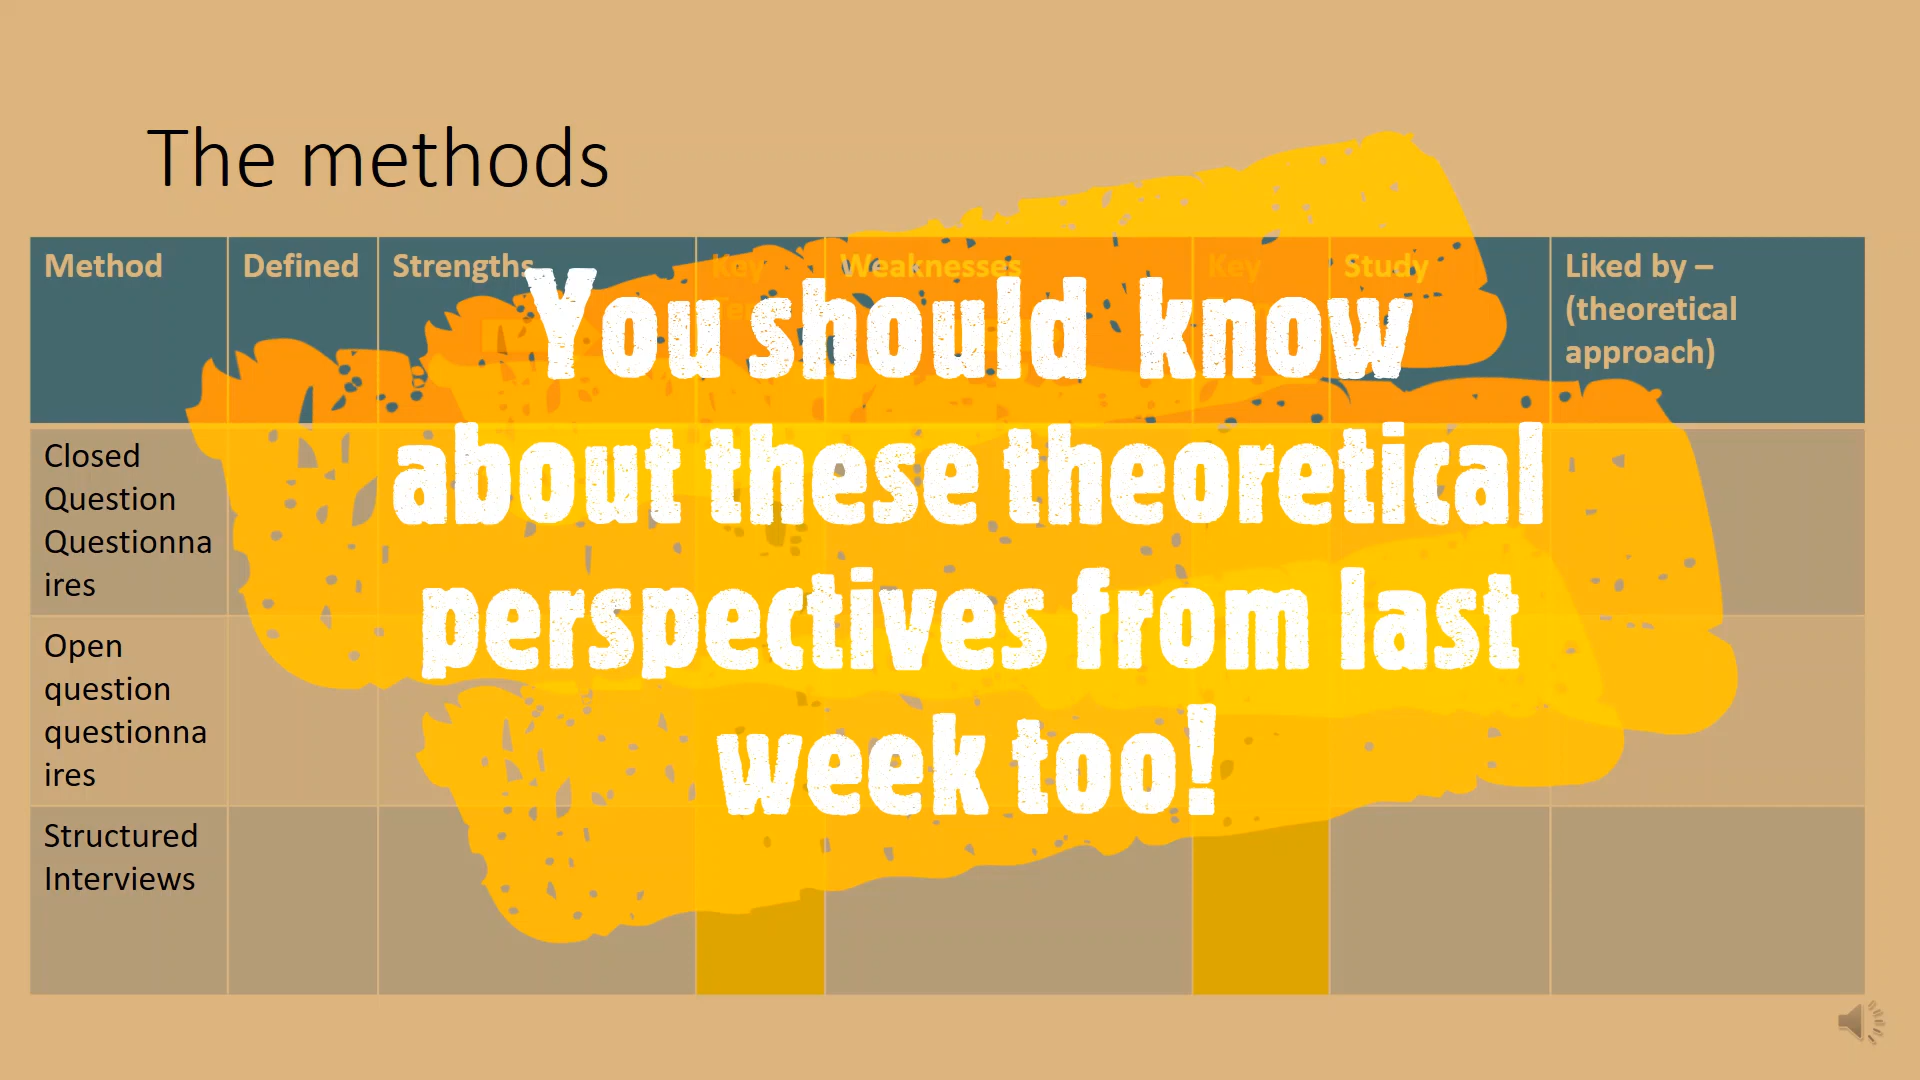 The methods
Method
Defined
Strengths
Key
Weaknesses
Key
Study
Liked by –
(theoretical
approach)
You should know
about these theoretical
perspectives from last
week too!
Closed
Question
Questionna
ires
Open
question
questionna
ires
Structured
Interviews